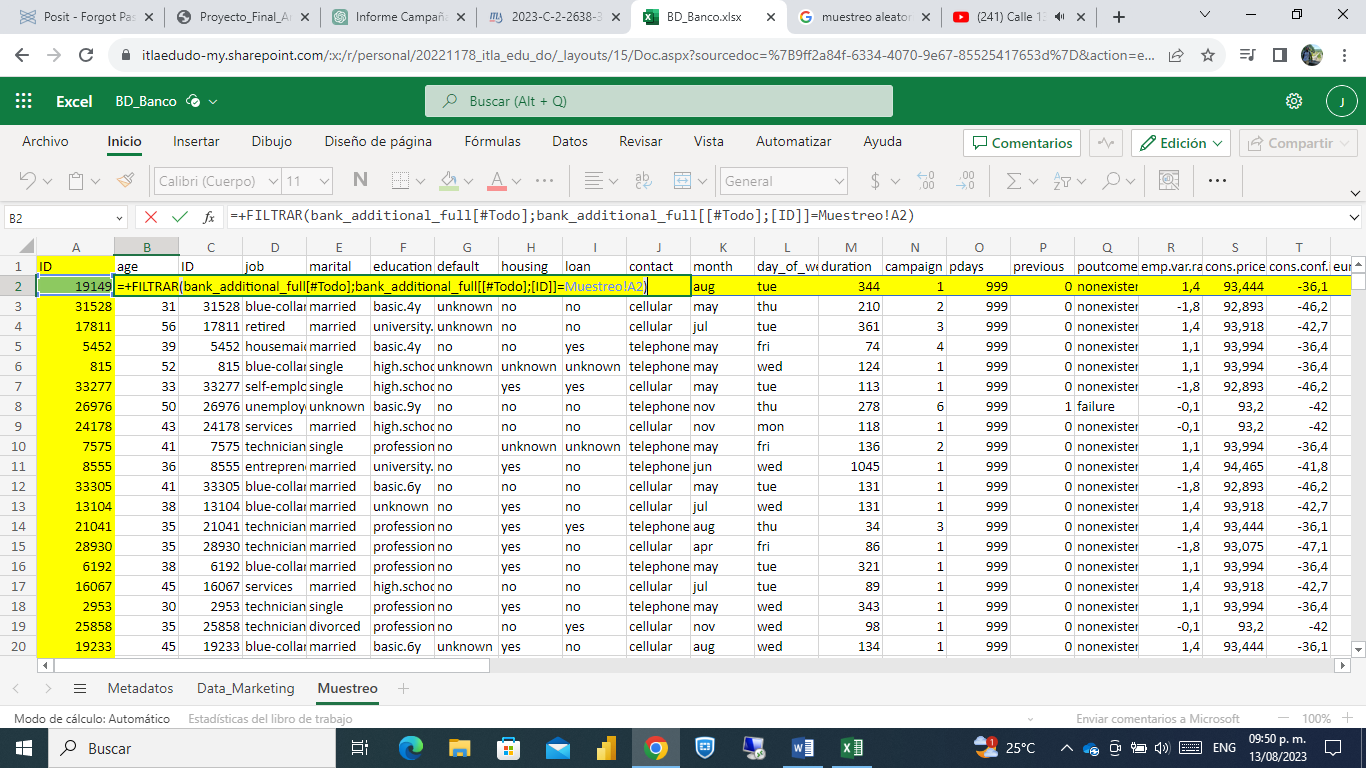 Posit - Forgot Pas
Proyecto_Final_Ar
Informe Campaña
2023-C-2-2638-3
BD_Banco.xlsx
muestreo aleator
(241) Calle 13
itlaedudo-my.sharepoint.com/:x:/r/personal/20221178_itla_edu_do/_layouts/15/Doc.aspx?sourcedoc=%7B9ff2a84f-6334-4070-9e67-85525417653d%7D&action=e...
Excel BD_Banco Buscar (Alt + Q) J
Archivo Inicio Insertar Dibujo Diseño de página Fórmulas Datos Revisar Vista Automatizar Ayuda Comentarios Edición Compartir
Calibri (Cuerpo) 11 N A General $
B2 fx =+FILTRAR(bank_additional_full[#Todo];bank_additional_full[[#Todo];[ID]]=Muestreo!A2)
A B C D E F G H I J K L M N O P Q R S T
1 ID age ID job marital education default housing loan contact month day_of_we duration campaign pdays previous poutcome emp.var.ra cons.price cons.conf. eur
2 19149 =+FILTRAR(bank_additional_full[#Todo];bank_additional_full[[#Todo];[ID]]=Muestreo!A2) aug tue 344 1 999 0 nonexisten 1,4 93,444 -36,1
3 31528 31 31528 blue-collar married basic.4y unknown no no cellular may thu 210 2 999 0 nonexisten -1,8 92,893 -46,2
4 17811 56 17811 retired married university. no no no cellular jul tue 361 3 999 0 nonexisten 1,4 93,918 -42,7
5 5452 39 5452 housemaid married basic.4y no no yes telephone may fri 74 4 999 0 nonexisten 1,1 93,994 -36,4
6 815 52 815 blue-collar single high.schoo unknown unknown unknown telephone may wed 124 1 999 0 nonexisten 1,1 93,994 -36,4
7 33277 33 33277 self-emplo single high.schoo no yes yes cellular may tue 113 1 999 0 nonexisten -1,8 92,893 -46,2
8 26976 50 26976 unemploye unknown basic.9y no no no telephone nov thu 278 6 999 1 failure -0,1 93,2 -42
9 24178 43 24178 services married high.schoo no no no cellular nov mon 118 1 999 0 nonexisten -0,1 93,2 -42
10 7575 41 7575 technician single profession no unknown unknown telephone may fri 136 2 999 0 nonexisten 1,1 93,994 -36,4
11 8555 36 8555 entreprene married university. no yes no telephone jun wed 1045 1 999 0 nonexisten 1,4 94,465 -41,8
12 33305 41 33305 blue-collar married basic.6y no no no cellular may tue 131 1 999 0 nonexisten -1,8 92,893 -46,2
13 13104 38 13104 blue-collar married unknown no yes no cellular jul wed 131 1 999 0 nonexisten 1,4 93,918 -42,7
14 21041 35 21041 technician married profession no yes yes telephone aug thu 34 3 999 0 nonexisten 1,4 93,444 -36,1
15 28930 35 28930 technician married profession no yes no cellular apr fri 86 1 999 0 nonexisten -1,8 93,075 -47,1
16 6192 38 6192 blue-collar married profession no yes no telephone may tue 321 1 999 0 nonexisten 1,1 93,994 -36,4
17 16067 45 16067 services married high.schoo no no no cellular jul tue 89 1 999 0 nonexisten 1,4 93,918 -42,7
18 2953 30 2953 technician single profession no yes no telephone may wed 343 1 999 0 nonexisten 1,1 93,994 -36,4
19 25858 35 25858 technician divorced profession no no yes cellular nov wed 98 1 999 0 nonexisten -0,1 93,2 -42
20 19233 45 19233 blue-collar married basic.6y unknown yes no cellular aug wed 134 1 999 0 nonexisten 1,4 93,444 -36,1
Metadatos Data_Marketing Muestreo
Modo de cálculo: Automático Estadísticas del libro de trabajo Enviar comentarios a Microsoft 100%
Buscar 1 25°C ENG 09:50 p. m.
13/08/2023